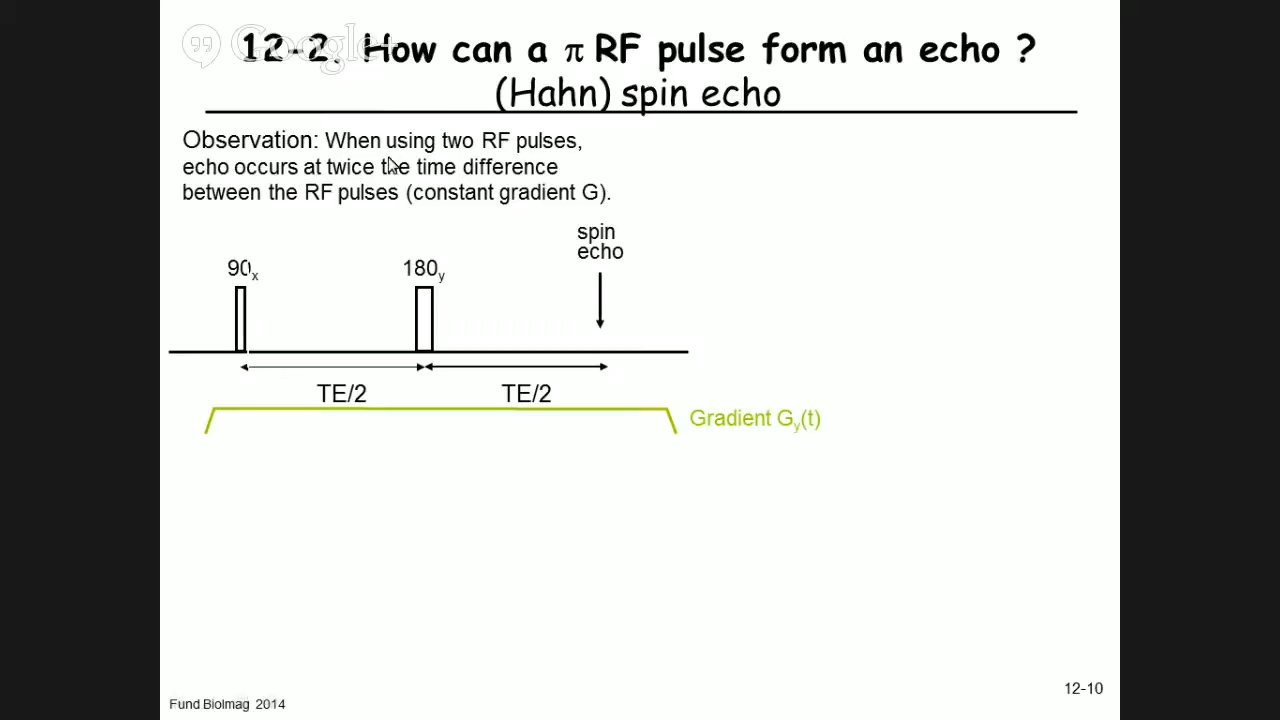 Google+
12-2. How can a π RF pulse form an echo ?
(Hahn) spin echo
Observation: When using two RF pulses,
echo occurs at twice the time difference
between the RF pulses (constant gradient G).
spin
echo
90x
180y
TE/2
TE/2
Gradient Gy(t)
12-10
Fund BioImag 2014